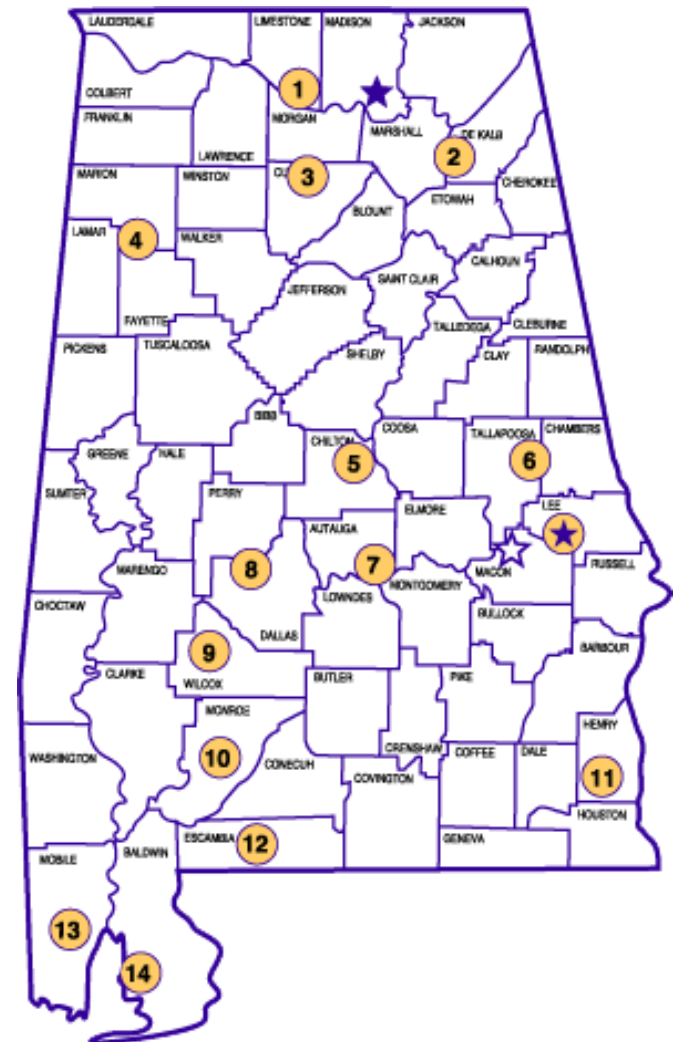 LAUDERDALE
LIMESTONE
MADISON
JACKSON
COLBERT
1
FRANKLIN
MORGAN
MARSHALL
DE KALB
2
LAWRENCE
MARION
WINSTON
CU
3
CHEROKEE
ETOWAH
BLOUNT
LAMAR
4
WALKER
CALHOUN
SAINT CLAIR
JEFFERSON
FAYETTE
TALLEDEGA
CLEBURNE
PICKENS
TUSCALOOSA
SHELBY
CLAY
RANDOLPH
BIBB
COOSA
TALLAPOOSA
CHAMBERS
CHILTON
5
6
GREENE
HALE
SUMTER
PERRY
ELMORE
LEE
AUTAUGA
7
8
MARENGO
MACON
RUSSELL
MONTGOMERY
LOWNDES
CHOCTAW
BULLOCK
DALLAS
BARBOUR
9
CLARKE
WILCOX
BUTLER
PIKE
MONROE
HENRY
10
WASHINGTON
CONECUH
CRENSHAW
COFFEE
DALE
COVINGTON
11
HOUSTON
ESCAMBIA
12
GENEVA
MOBILE
BALDWIN
13
14